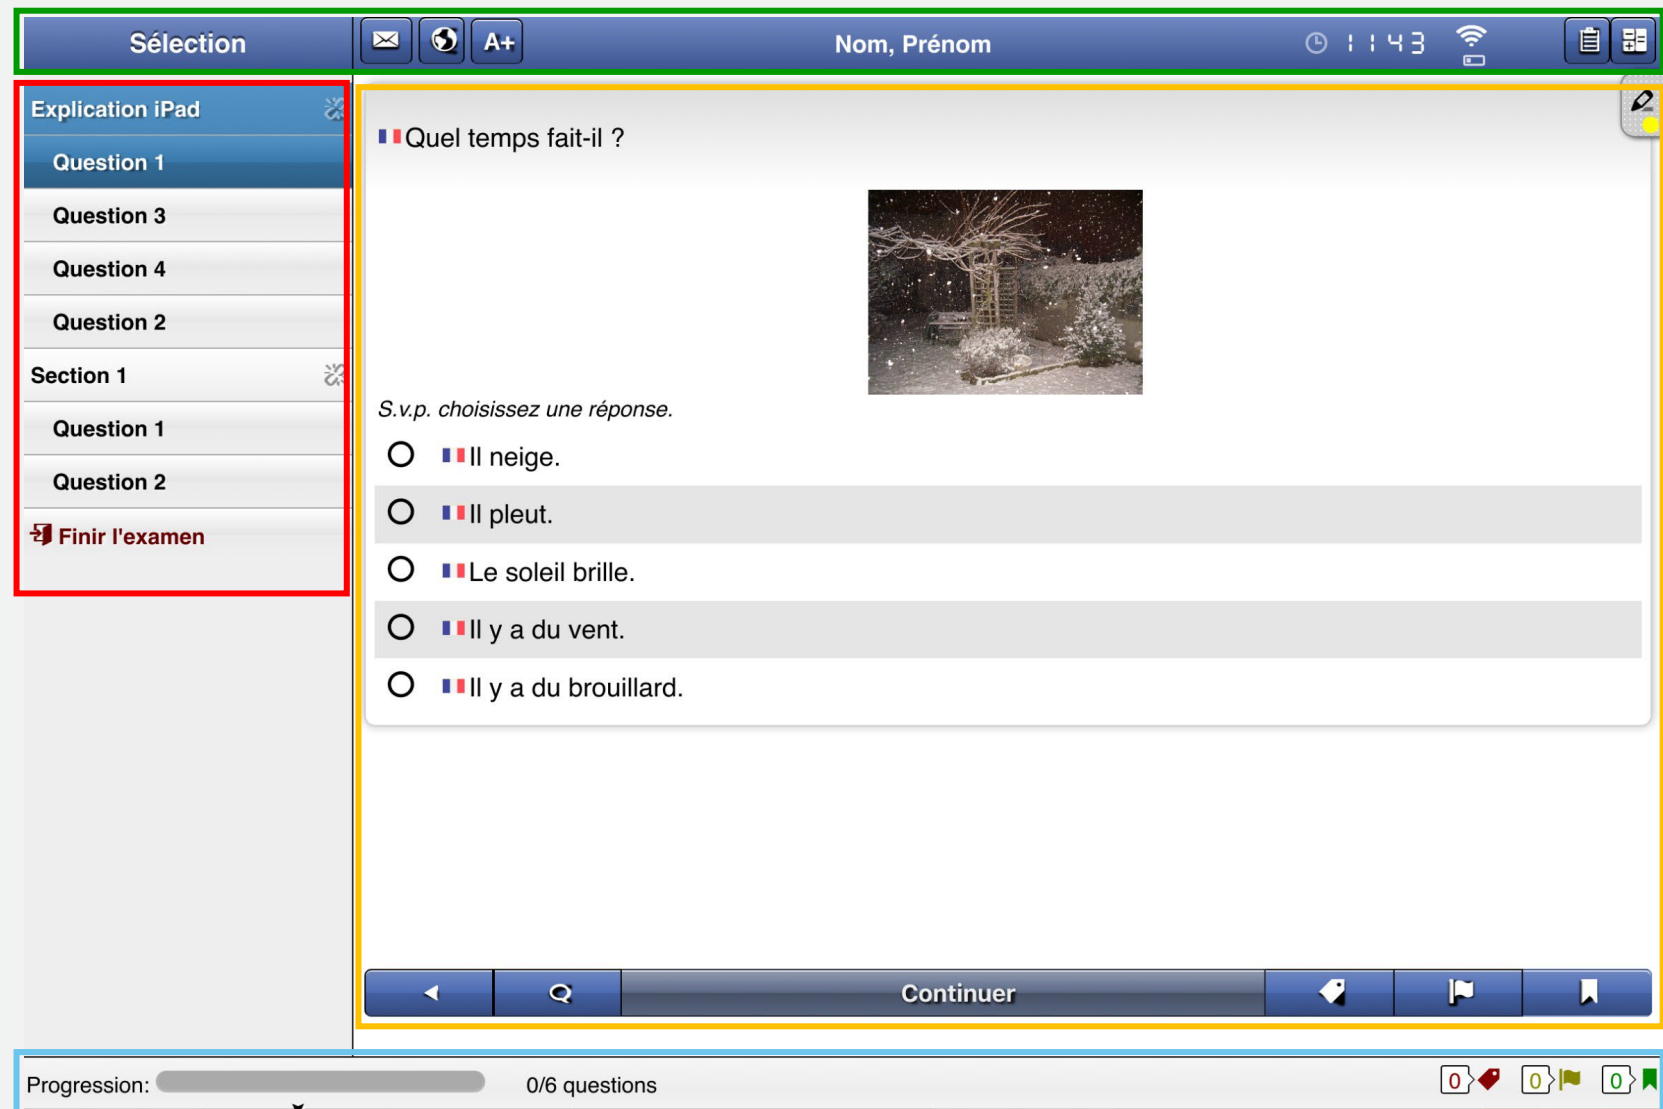 Sélection
A+
Nom, Prénom
11 43
Explication iPad
Question 1
Question 3
Question 4
Question 2
Section 1
Question 1
Question 2
Finir l'examen
Quel temps fait-il ?
S.v.p. choisissez une réponse.
Il neige.
Il pleut.
Le soleil brille.
Il y a du vent.
Il y a du brouillard.
Continuer
Progression:
0/6 questions
0
0
0